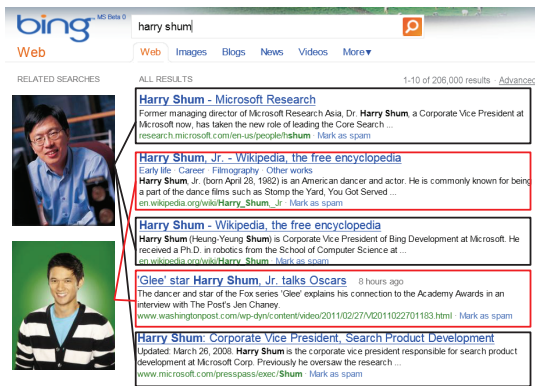 bing™ MS Beta 0
harry shum
Web
Web Images Blogs News Videos More▼
RELATED SEARCHES
ALL RESULTS
1-10 of 206,000 results · Advanced
Harry Shum - Microsoft Research
Former managing director of Microsoft Research Asia, Dr. Harry Shum, a Corporate Vice President at
Microsoft now, has taken the new role of leading the Core Search ...
research.microsoft.com/en-us/people/hshum · Mark as spam
Harry Shum, Jr. - Wikipedia, the free encyclopedia
Early life · Career · Filmography · Other works
Harry Shum, Jr. (born April 28, 1982) is an American dancer and actor. He is commonly known for being
a part of the dance films such as Stomp the Yard, You Got Served ...
en.wikipedia.org/wiki/Harry_Shum,_Jr · Mark as spam
Harry Shum - Wikipedia, the free encyclopedia
Harry Shum (Heung-Yeung Shum) is Corporate Vice President of Bing Development at Microsoft. He
received a Ph.D. in robotics from the School of Computer Science at ...
en.wikipedia.org/wiki/Harry_Shum · Mark as spam
'Glee' star Harry Shum, Jr. talks Oscars 8 hours ago
The dancer and star of the Fox series 'Glee' explains his connection to the Academy Awards in an
interview with The Post's Jen Chaney.
www.washingtonpost.com/wp-dyn/content/video/2011/02/27/VI2011022701183.html · Mark as spam
Harry Shum: Corporate Vice President, Search Product Development
Updated: March 26, 2008. Harry Shum is the corporate vice president responsible for search product
development at Microsoft Corp. Previously he oversaw the research ...
www.microsoft.com/presspass/exec/Shum · Mark as spam